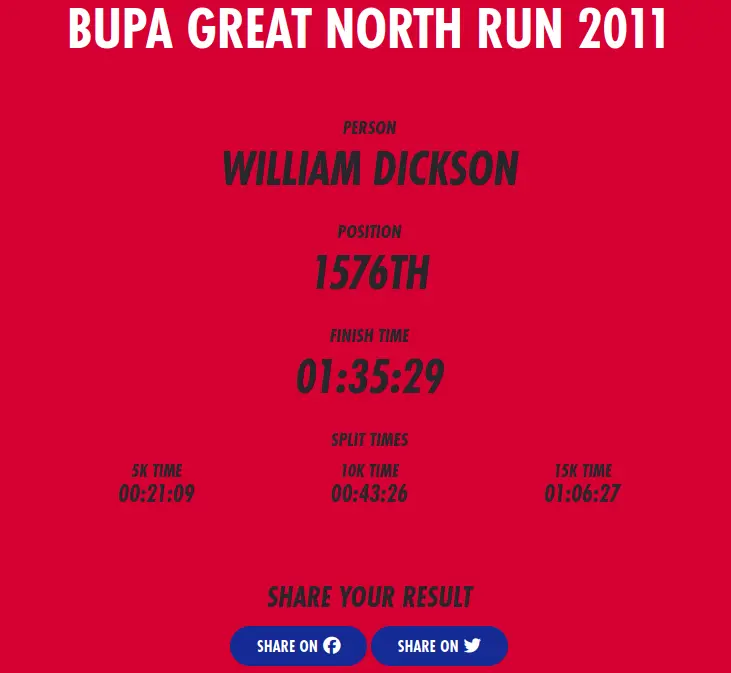 BUPA GREAT NORTH RUN 2011
PERSON
WILLIAM DICKSON
POSITION
1576TH
FINISH TIME
01:35:29
SPLIT TIMES
5K TIME
00:21:09
10K TIME
00:43:26
15K TIME
01:06:27
SHARE YOUR RESULT
SHARE ON
SHARE ON